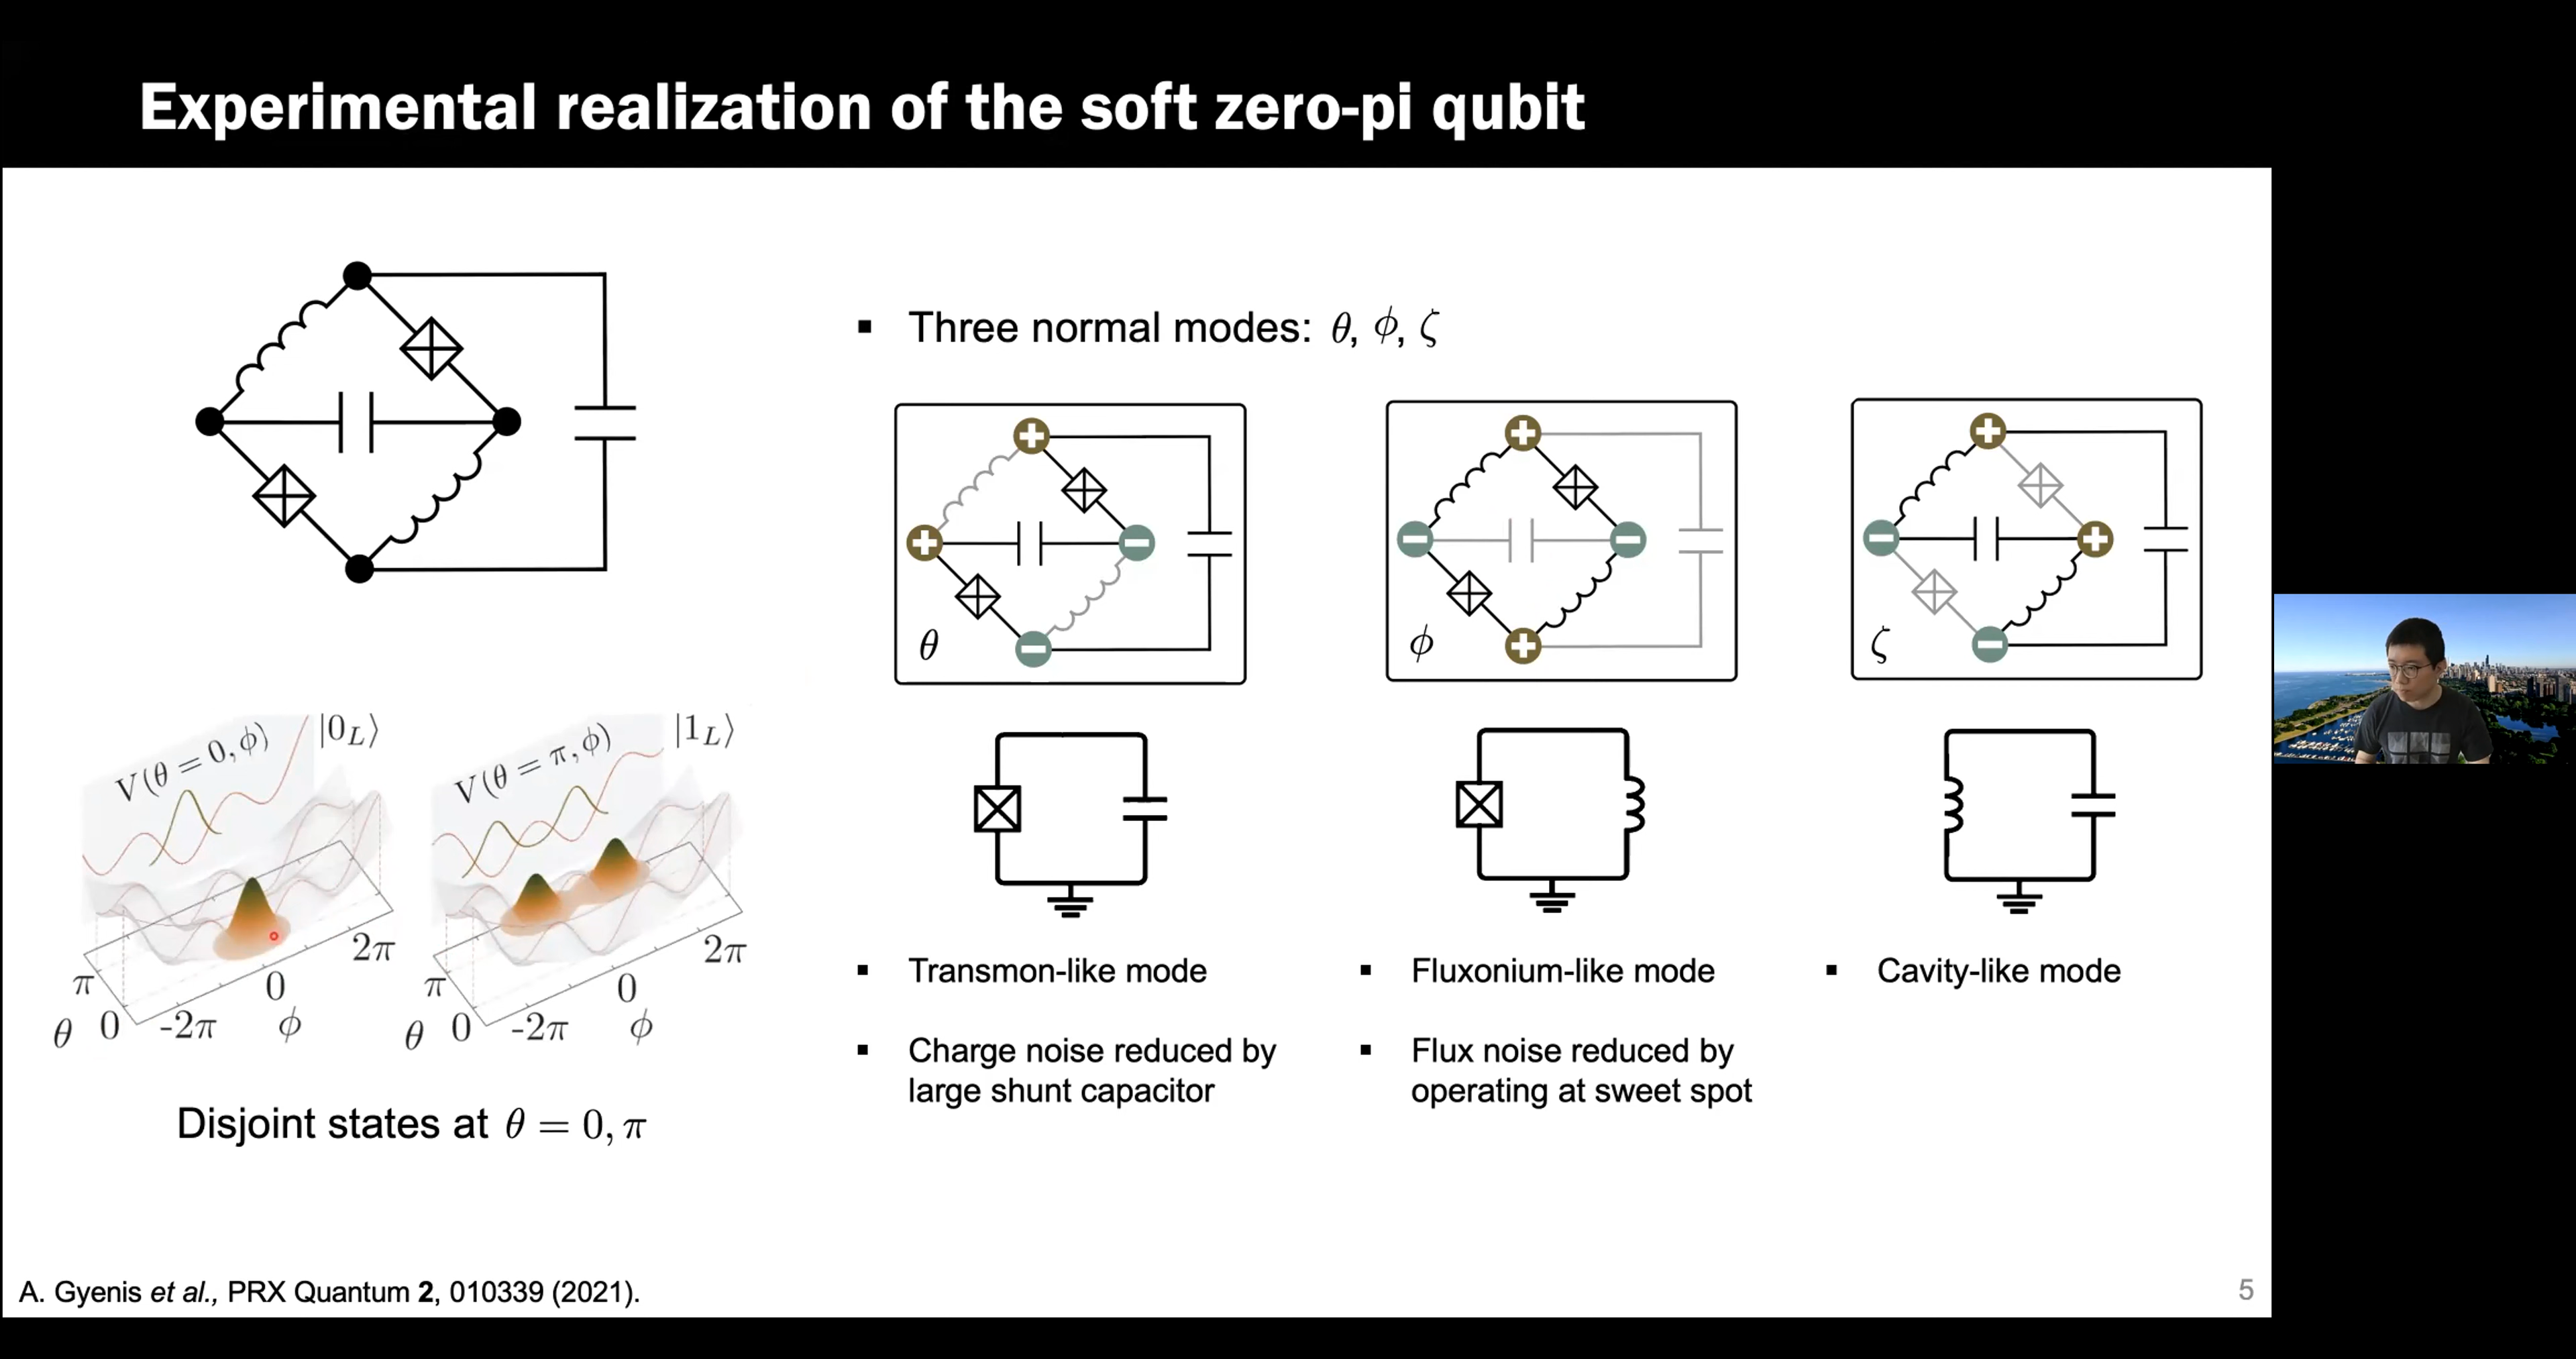 Experimental realization of the soft zero-pi qubit
▪ Three normal modes: θ, ϕ, ζ
θ
ϕ
ζ
V(θ = 0, ϕ)
|0_L⟩
π
0
θ
-2π
0
2π
ϕ
V(θ = π, ϕ)
|1_L⟩
π
0
θ
-2π
0
2π
ϕ
Disjoint states at θ = 0, π
▪ Transmon-like mode
▪ Charge noise reduced by
large shunt capacitor
▪ Fluxonium-like mode
▪ Flux noise reduced by
operating at sweet spot
▪ Cavity-like mode
A. Gyenis et al., PRX Quantum 2, 010339 (2021).
5